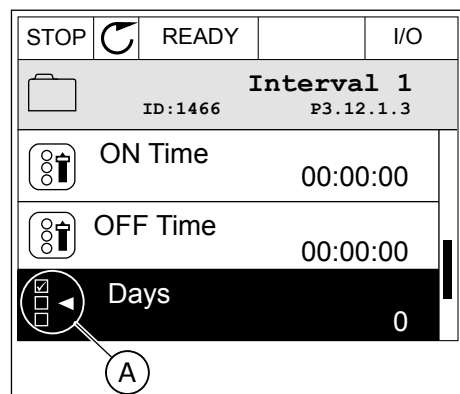 STOP READY I/O
Interval 1
ID:1466 P3.12.1.3
ON Time
00:00:00
OFF Time
00:00:00
Days
0
A